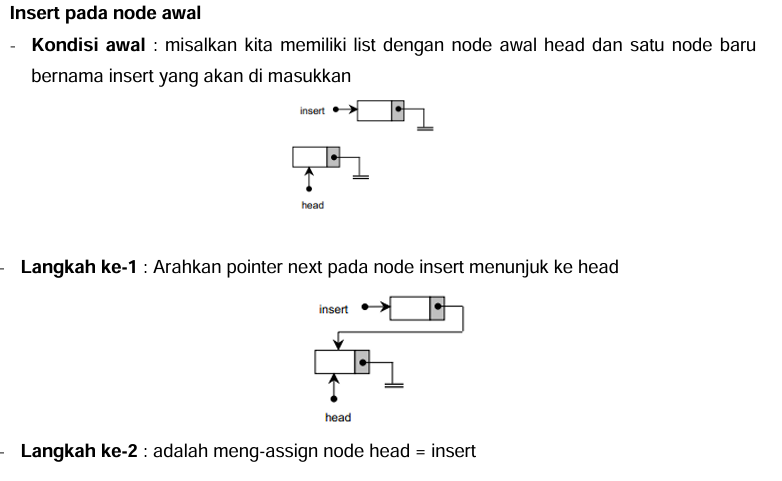 Insert pada node awal
- Kondisi awal : misalkan kita memiliki list dengan node awal head dan satu node baru
bernama insert yang akan di masukkan
insert
head
- Langkah ke-1 : Arahkan pointer next pada node insert menunjuk ke head
insert
head
- Langkah ke-2 : adalah meng-assign node head = insert